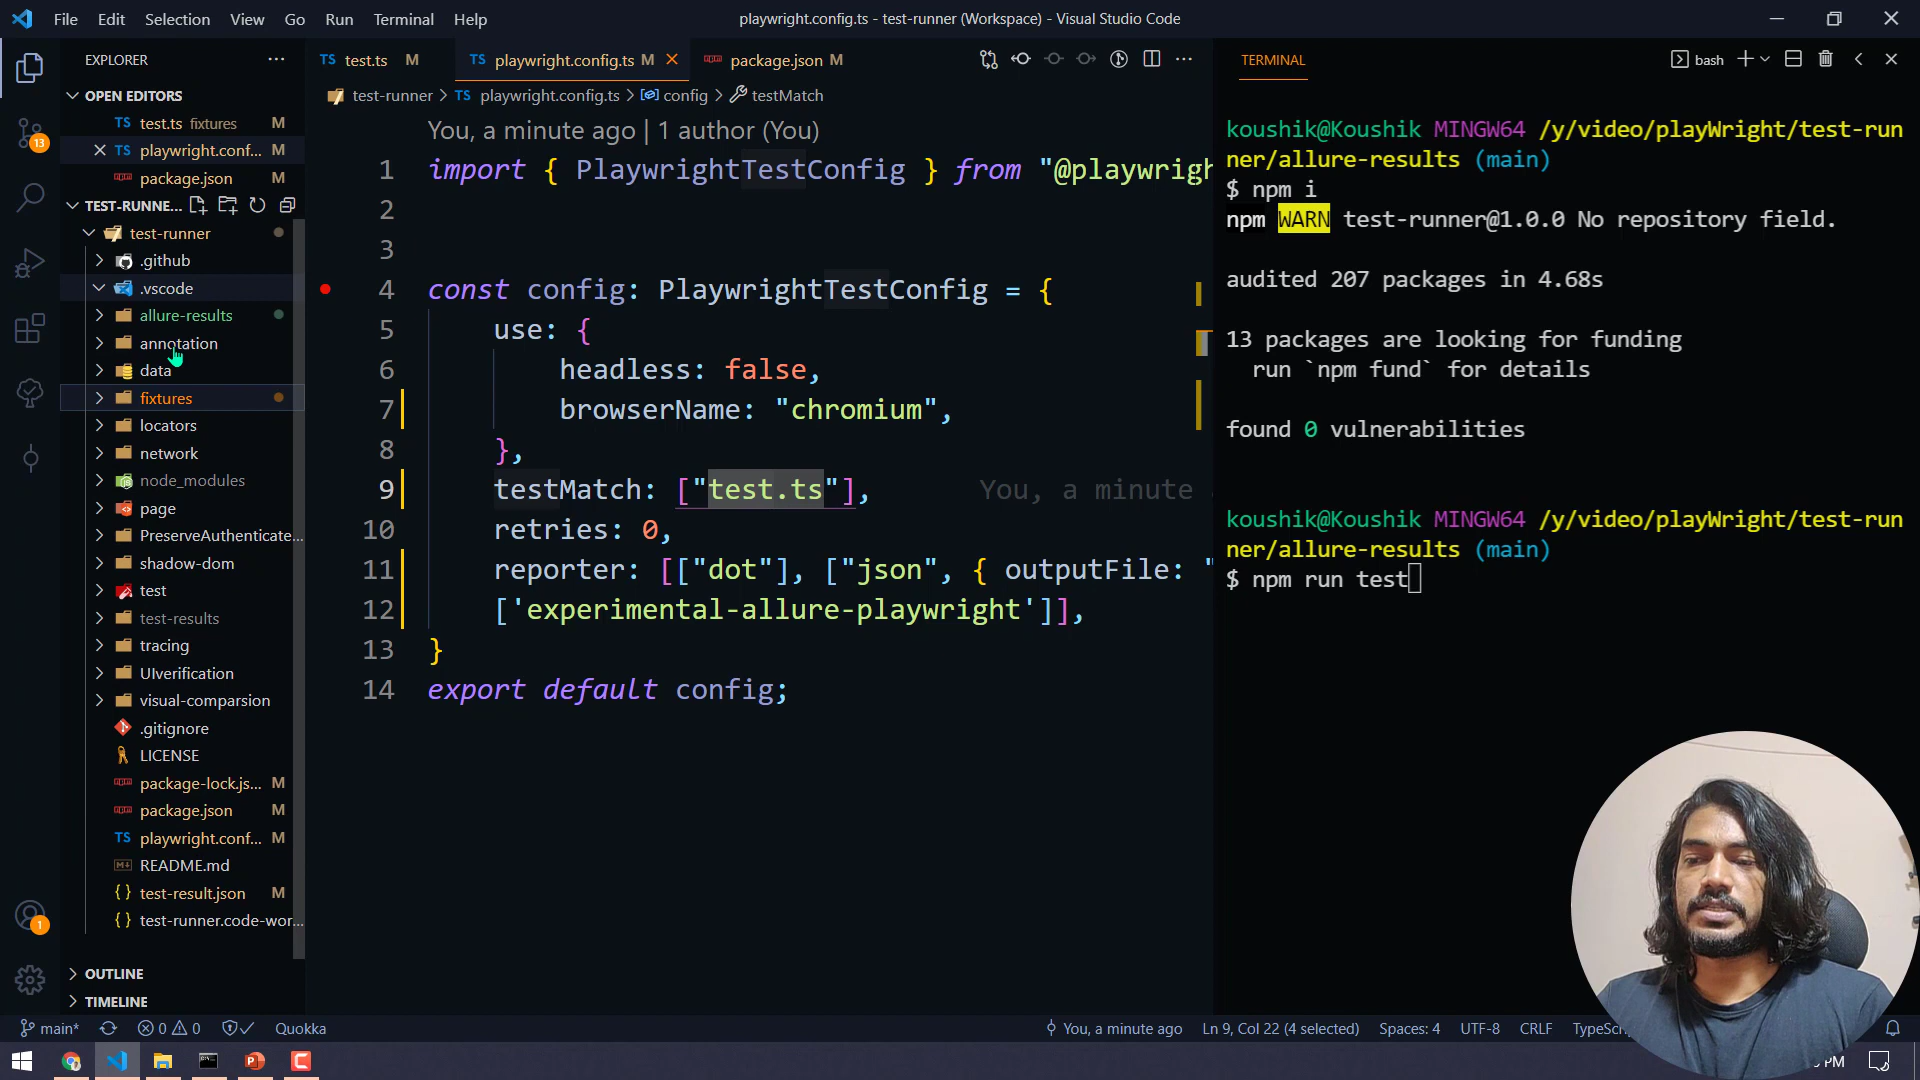 File Edit Selection View Go Run Terminal Help
playwright.config.ts - test-runner (Workspace) - Visual Studio Code
EXPLORER
OPEN EDITORS
TS test.ts fixtures M
TS playwright.conf... M
package.json M
TEST-RUNNE...
test-runner
.github
.vscode
allure-results
annotation
data
fixtures
locators
network
node_modules
page
PreserveAuthenticate...
shadow-dom
test
test-results
tracing
UIverification
visual-comparsion
.gitignore
LICENSE
package-lock.js... M
package.json M
TS playwright.conf... M
README.md
{} test-result.json M
{} test-runner.code-wor...
OUTLINE
TIMELINE
TS test.ts M
TS playwright.config.ts M
package.json M
test-runner > TS playwright.config.ts > config > testMatch
You, a minute ago | 1 author (You)
1 import { PlaywrightTestConfig } from "@playwrigh
2
3
4 const config: PlaywrightTestConfig = {
5 use: {
6 headless: false,
7 browserName: "chromium",
8 },
9 testMatch: ["test.ts"], You, a minute
10 retries: 0,
11 reporter: [["dot"], ["json", { outputFile: "
12 ['experimental-allure-playwright']],
13 }
14 export default config;
TERMINAL
bash
koushik@Koushik MINGW64 /y/video/playWright/test-run
ner/allure-results (main)
$ npm i
npm WARN test-runner@1.0.0 No repository field.
audited 207 packages in 4.68s
13 packages are looking for funding
run `npm fund` for details
found 0 vulnerabilities
koushik@Koushik MINGW64 /y/video/playWright/test-run
ner/allure-results (main)
$ npm run test
13
1
main* 0 0 Quokka
You, a minute ago Ln 9, Col 22 (4 selected) Spaces: 4 UTF-8 CRLF
PM